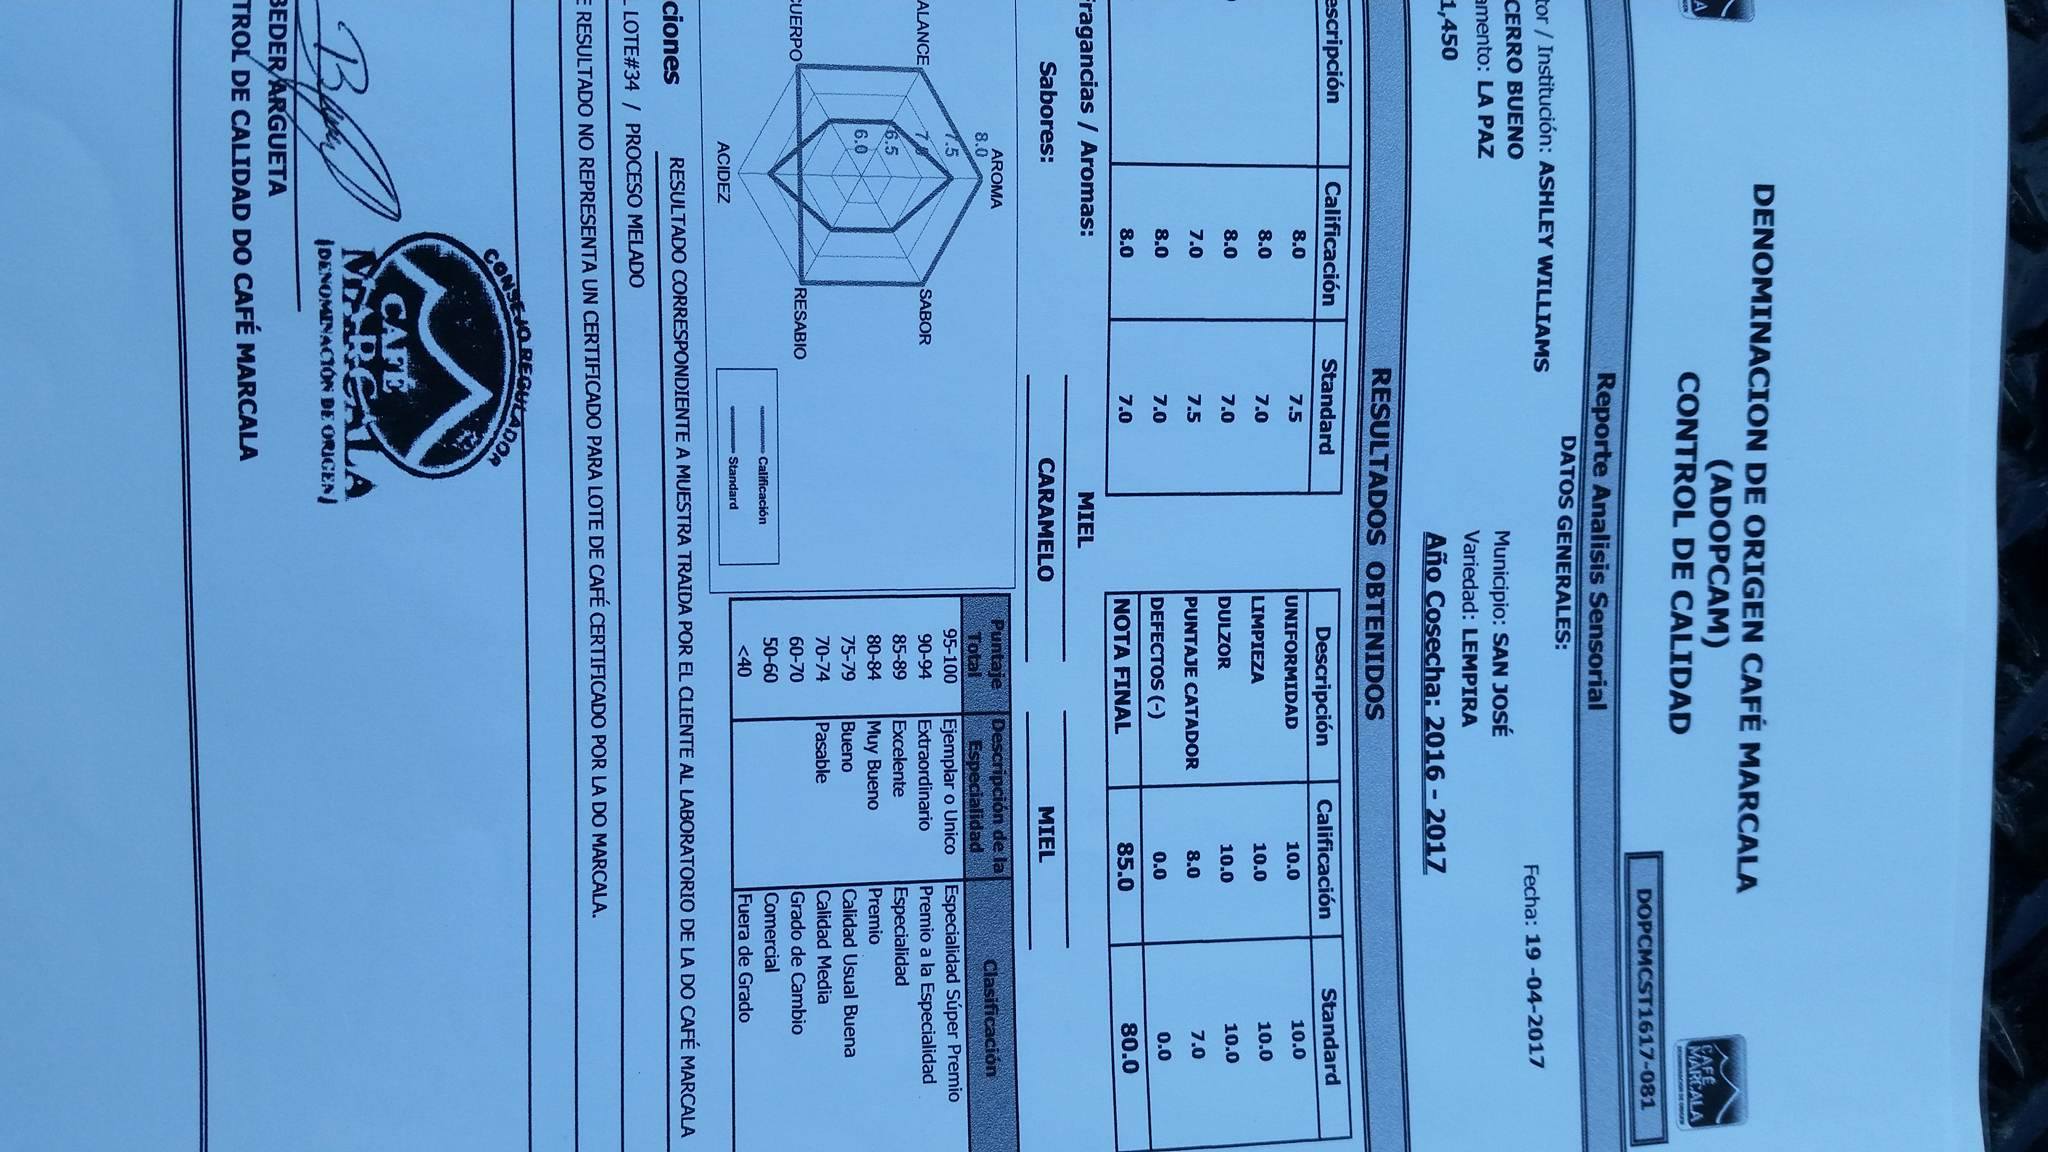 DENOMINACION DE ORIGEN CAFÉ MARCALA
(ADOPCAM)
CONTROL DE CALIDAD
CAFÉ
MARCALA
DOPCMCST1617-081
Reporte Analisis Sensorial
DATOS GENERALES:
Fecha: 19 -04-2017
tor / Institución: ASHLEY WILLIAMS
CERRO BUENO Municipio: SAN JOSÉ
amento: LA PAZ Variedad: LEMPIRA
1,450 Año Cosecha: 2016 - 2017
RESULTADOS OBTENIDOS
escripción Calificación Standard
8.0 7.5
8.0 7.0
8.0 7.0
7.0 7.5
8.0 7.0
8.0 7.0
Descripción Calificación Standard
UNIFORMIDAD 10.0 10.0
LIMPIEZA 10.0 10.0
DULZOR 10.0 10.0
PUNTAJE CATADOR 8.0 7.0
DEFECTOS (-) 0.0 0.0
NOTA FINAL 85.0 80.0
ragancias / Aromas: MIEL
Sabores: CARAMELO MIEL
AROMA
SABOR
RESABIO
ACIDEZ
CUERPO
ALANCE
8.0
7.5
7.0
6.5
6.0
Calificación
Standard
Puntaje Total Descripción de la Especialidad Clasificación
95-100 Ejemplar o Unico Especialidad Súper Premio
90-94 Extraordinario Premio a la Especialidad
85-89 Excelente Especialidad
80-84 Muy Bueno Premio
75-79 Bueno Calidad Usual Buena
70-74 Pasable Calidad Media
60-70 Grado de Cambio
50-60 Comercial
<40 Fuera de Grado
ciones RESULTADO CORRESPONDIENTE A MUESTRA TRAIDA POR EL CLIENTE AL LABORATORIO DE LA DO CAFÉ MARCALA
LOTE#34 / PROCESO MELADO
E RESULTADO NO REPRESENTA UN CERTIFICADO PARA LOTE DE CAFÉ CERTIFICADO POR LA DO MARCALA.
CONSEJO REGULADOR
CAFE
MARCALA
[DENOMINACIÓN DE ORIGEN]
BEDER ARGUETA
TROL DE CALIDAD DO CAFÉ MARCALA